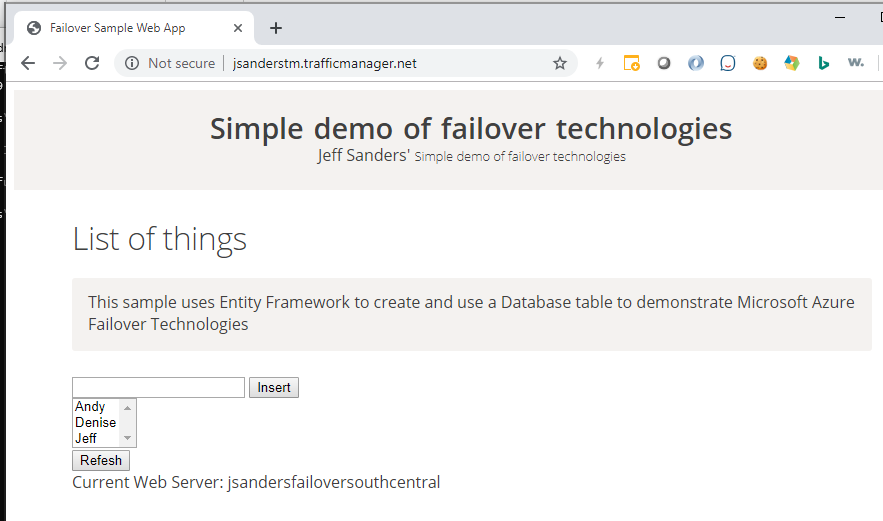 Failover Sample Web App
Not secure | jsanderstm.trafficmanager.net
Simple demo of failover technologies
Jeff Sanders' Simple demo of failover technologies
List of things
This sample uses Entity Framework to create and use a Database table to demonstrate Microsoft Azure
Failover Technologies
Insert
Andy
Denise
Jeff
Refesh
Current Web Server: jsandersfailoversouthcentral